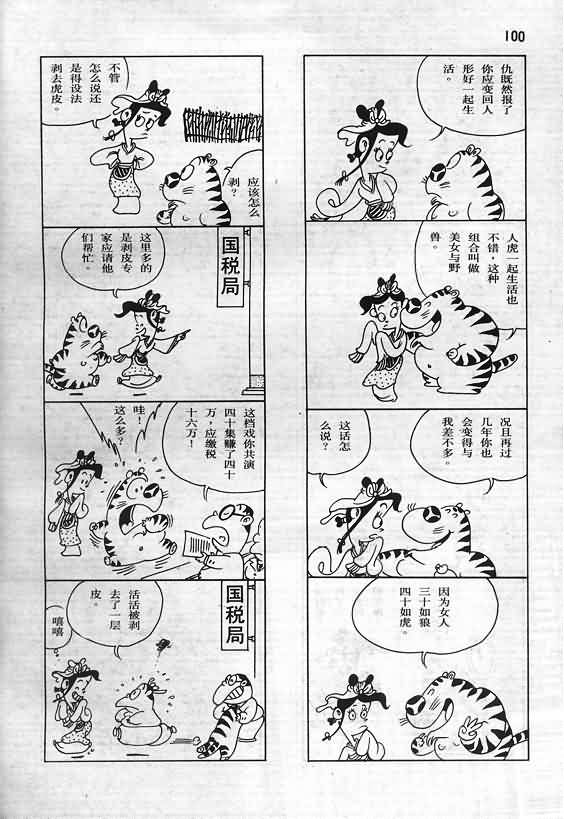 100
仇既然报了
你应变回人
形好一起生
活。
人虎一起生活也
不错，这种
组合叫做
美女与野
兽。
况且再过
几年你也
会变得与
我差不多。
这话怎
么说？
因为女人
三十如狼
四十如虎。
不管
怎么说还
是得设法
剥去虎皮。
应该怎么
剥？
国税局
这里多的
是剥皮专
家应请他
们帮忙。
这档戏你共演
四十集赚了四十
万，应缴税
十六万！
哇！
这么多？
国税局
活活被剥
去了一层
皮。
嘻嘻